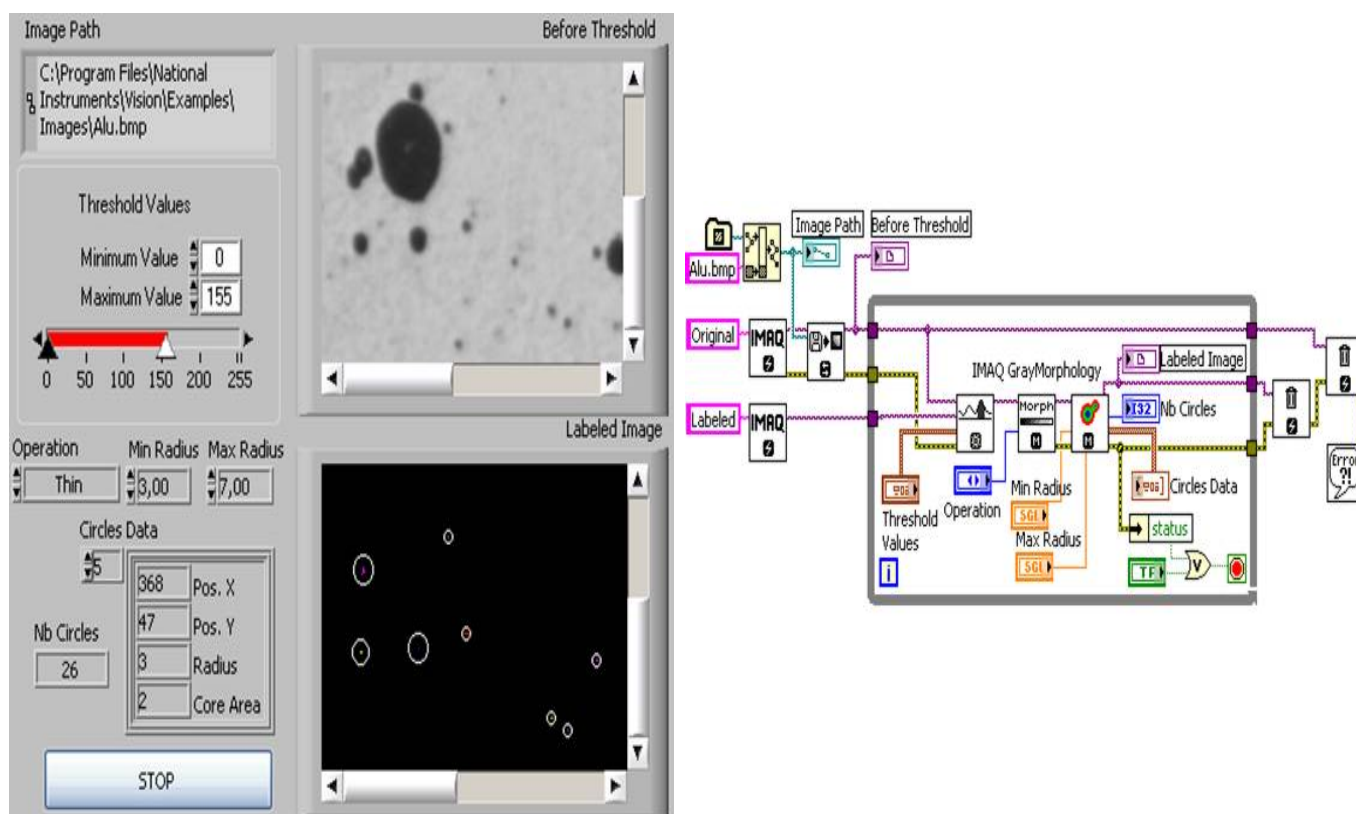 Image Path
C:\Program Files\National
Instruments\Vision\Examples\
Images\Alu.bmp
Threshold Values
Minimum Value 0
Maximum Value 155
0 50 100 150 200 255
Operation Min Radius Max Radius
Thin 3,00 7,00
Circles Data
5
368 Pos. X
47 Pos. Y
3 Radius
2 Core Area
Nb Circles
26
STOP
Before Threshold
Labeled Image
Image Path Before Threshold
Alu.bmp
Original
IMAQ
Labeled
IMAQ
IMAQ GrayMorphology
Labeled Image
Morph
I32 Nb Circles
Min Radius
SGL
Max Radius
SGL
Operation
Threshold
Values
Circles Data
status
TF
i
Error
?!